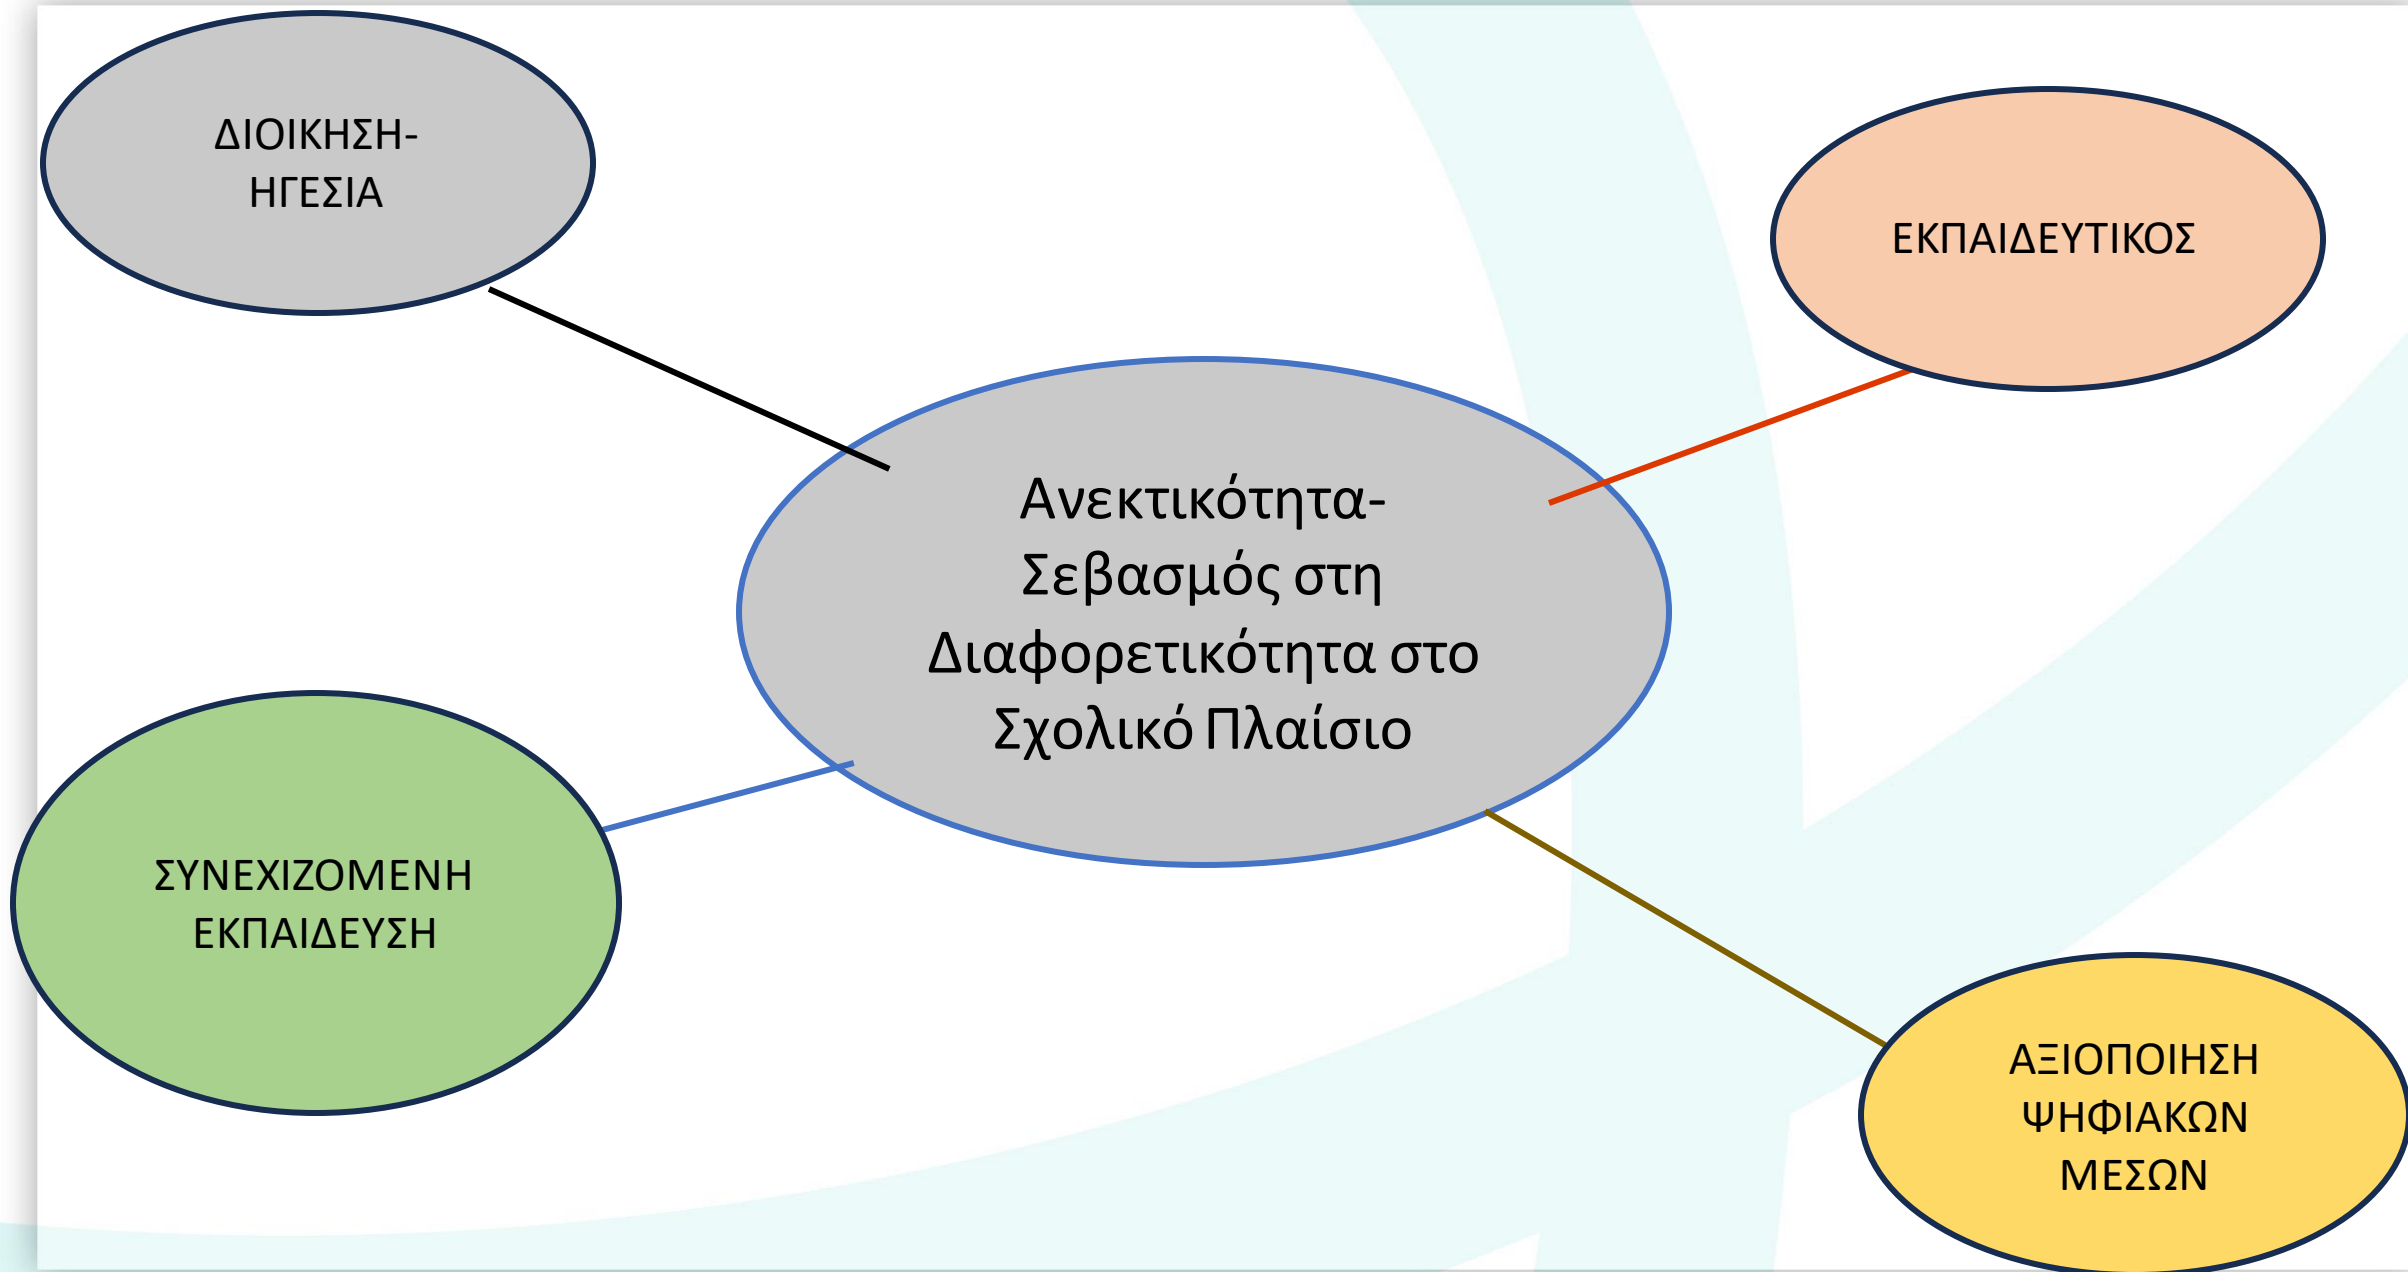 ΔΙΟΙΚΗΣΗ-
ΗΓΕΣΙΑ
ΕΚΠΑΙΔΕΥΤΙΚΟΣ
Ανεκτικότητα-
Σεβασμός στη
Διαφορετικότητα στο
Σχολικό Πλαίσιο
ΣΥΝΕΧΙΖΟΜΕΝΗ
ΕΚΠΑΙΔΕΥΣΗ
ΑΞΙΟΠΟΙΗΣΗ
ΨΗΦΙΑΚΩΝ
ΜΕΣΩΝ